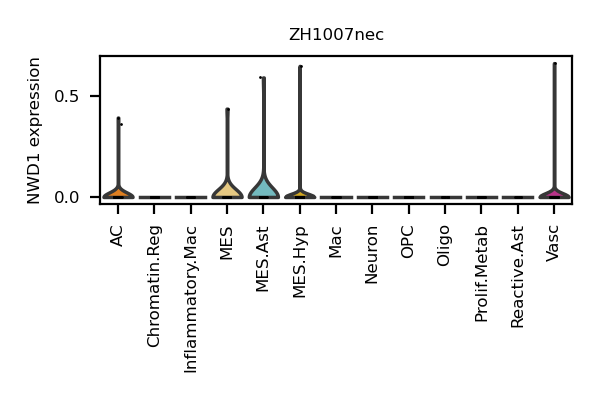 ZH1007nec
NWD1 expression
0.5
0.0
AC
Chromatin.Reg
Inflammatory.Mac
MES
MES.Ast
MES.Hyp
Mac
Neuron
OPC
Oligo
Prolif.Metab
Reactive.Ast
Vasc